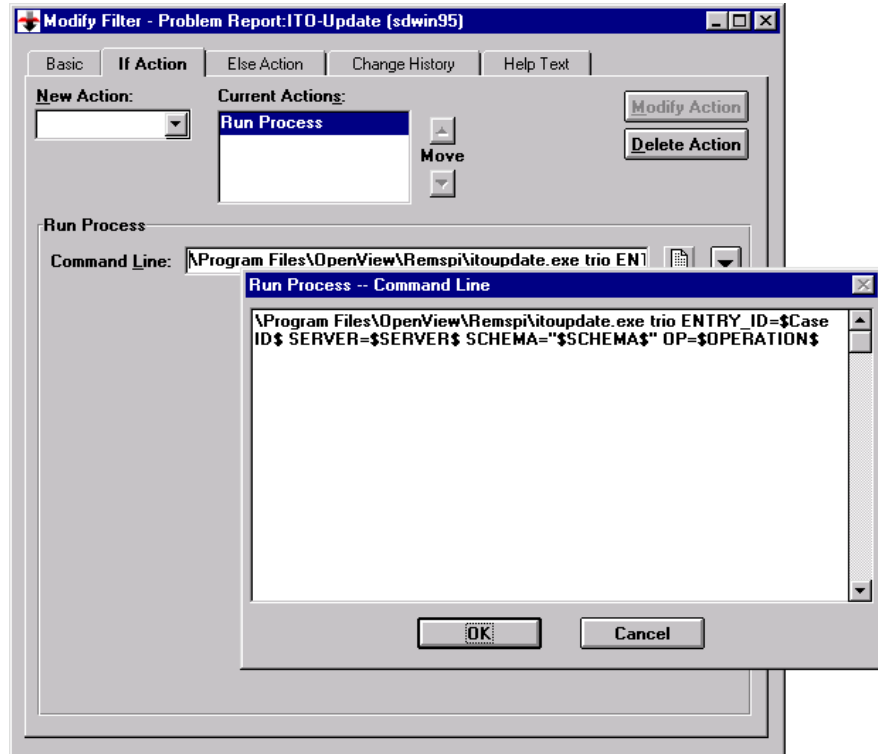 Modify Filter - Problem Report:ITO-Update (sdwin95)
Basic If Action Else Action Change History Help Text
New Action: Current Actions:
Modify Action
Run Process
Move
Delete Action
Run Process
Command Line: \Program Files\OpenView\Remspi\itoupdate.exe trio ENT
Run Process -- Command Line
\Program Files\OpenView\Remspi\itoupdate.exe trio ENTRY_ID=$Case
ID$ SERVER=$SERVER$ SCHEMA="$SCHEMA$" OP=$OPERATION$
OK Cancel